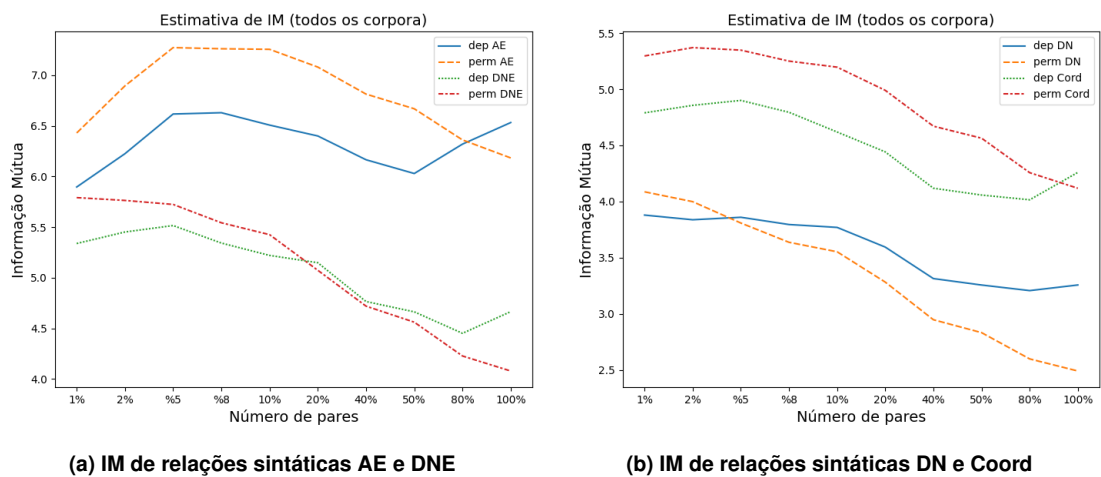 Estimativa de IM (todos os corpora)
dep AE
perm AE
dep DNE
perm DNE
7.0
6.5
6.0
5.5
5.0
4.5
4.0
Informação Mútua
1% 2% %5 %8 10% 20% 40% 50% 80% 100%
Número de pares
(a) IM de relações sintáticas AE e DNE
Estimativa de IM (todos os corpora)
dep DN
perm DN
dep Cord
perm Cord
5.5
5.0
4.5
4.0
3.5
3.0
2.5
Informação Mútua
1% 2% %5 %8 10% 20% 40% 50% 80% 100%
Número de pares
(b) IM de relações sintáticas DN e Coord